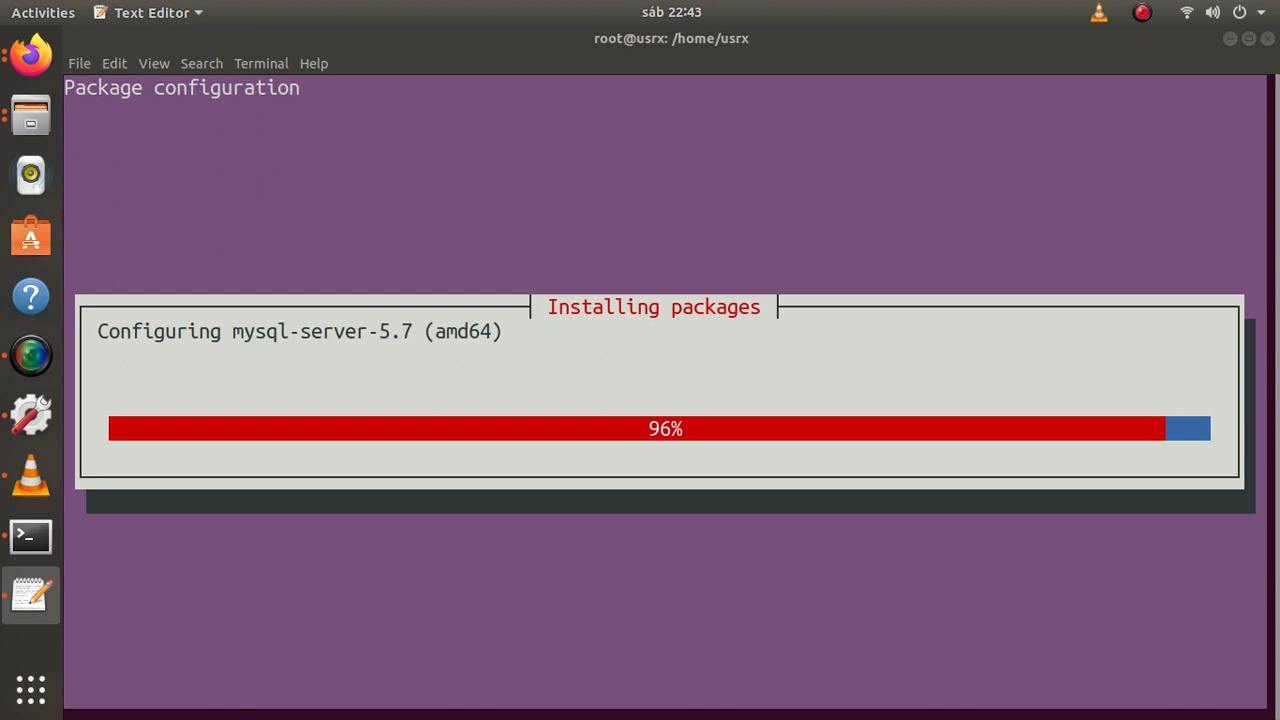 Activities
Text Editor
sáb 22:43
root@usrx: /home/usrx
File Edit View Search Terminal Help
Package configuration
Installing packages
Configuring mysql-server-5.7 (amd64)
96%